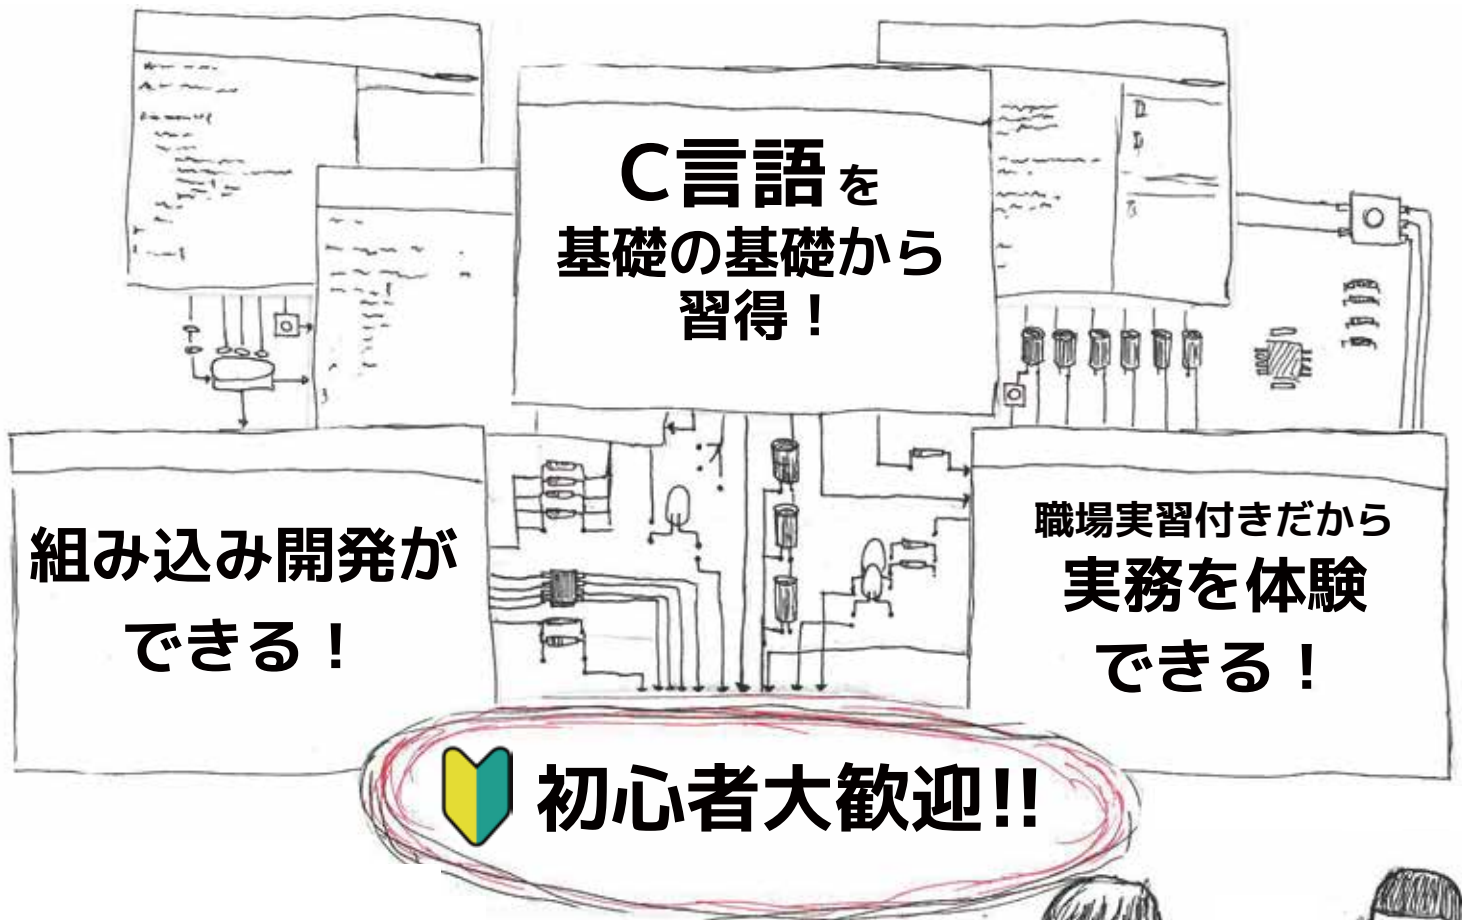 C言語を
基礎の基礎から
習得！
組み込み開発が
できる！
職場実習付きだから
実務を体験
できる！
初心者大歓迎!!